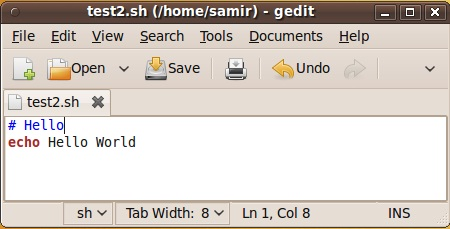 test2.sh (/home/samir) - gedit
File Edit View Search Tools Documents Help
Open Save Undo
test2.sh
# Hello
echo Hello World
sh Tab Width: 8 Ln 1, Col 8 INS